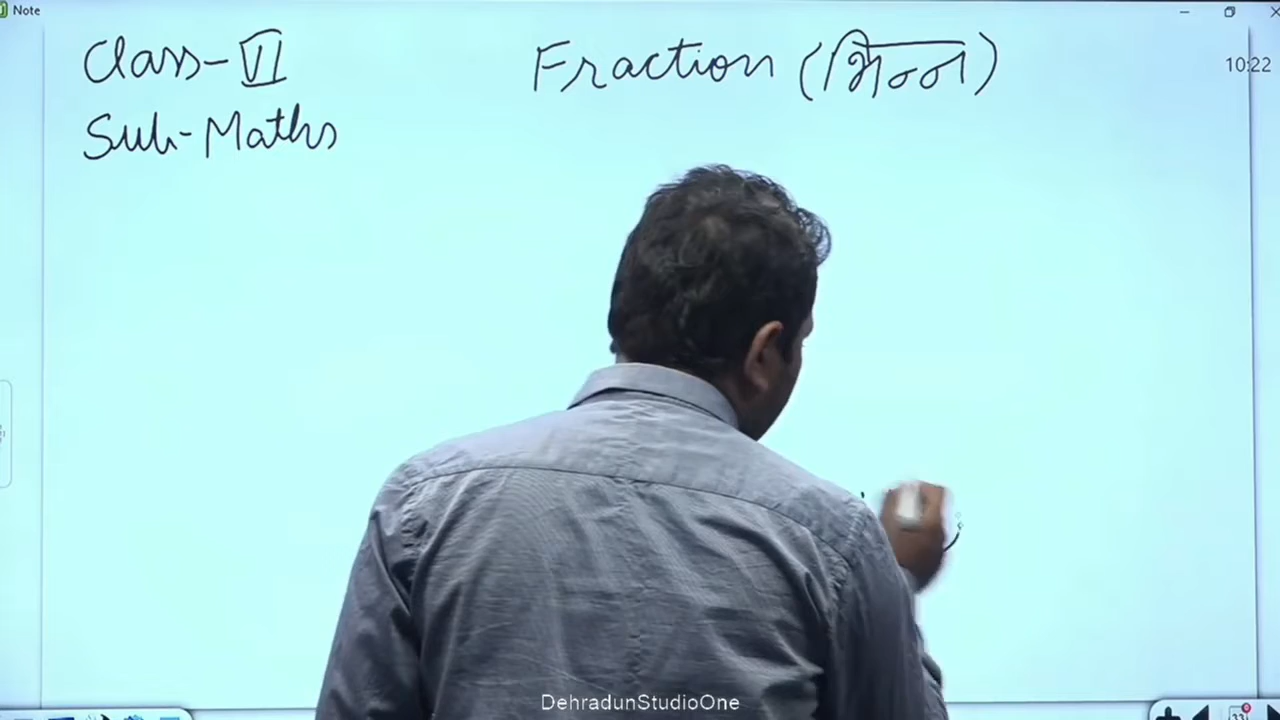 Note
Class-VI
Fraction (भिन्न)
10:22
Sub-Maths
DehradunStudioOne